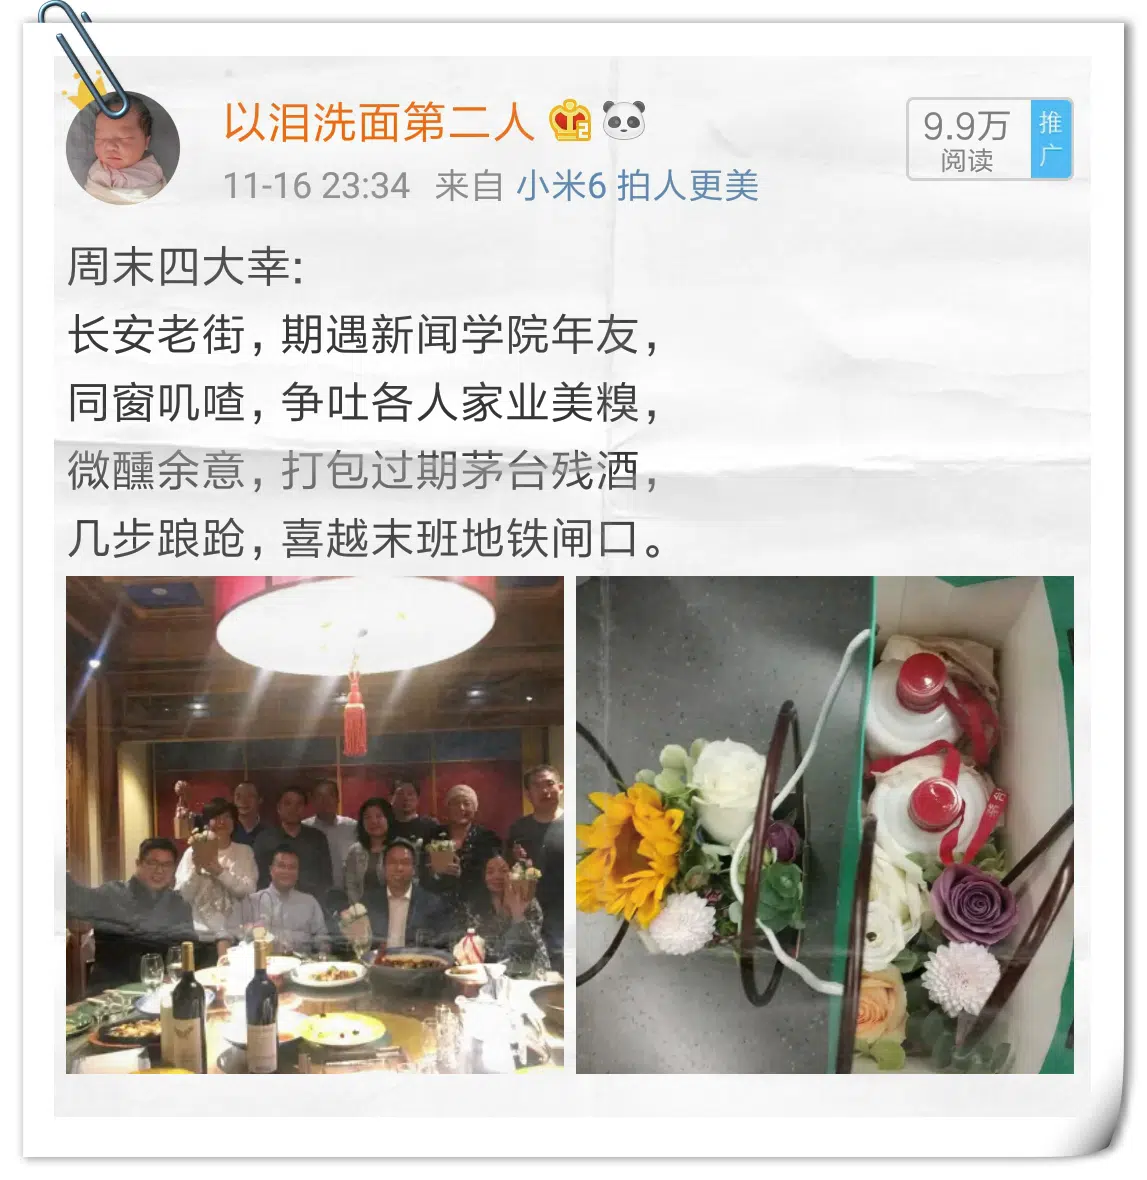 以泪洗面第二人
9.9万
阅读
推广
11-16 23:34 来自 小米6 拍人更美
周末四大幸:
长安老街，期遇新闻学院年友，
同窗叽喳，争吐各人家业美糗，
微醺余意，打包过期茅台残酒，
几步踉跄，喜越末班地铁闸口。